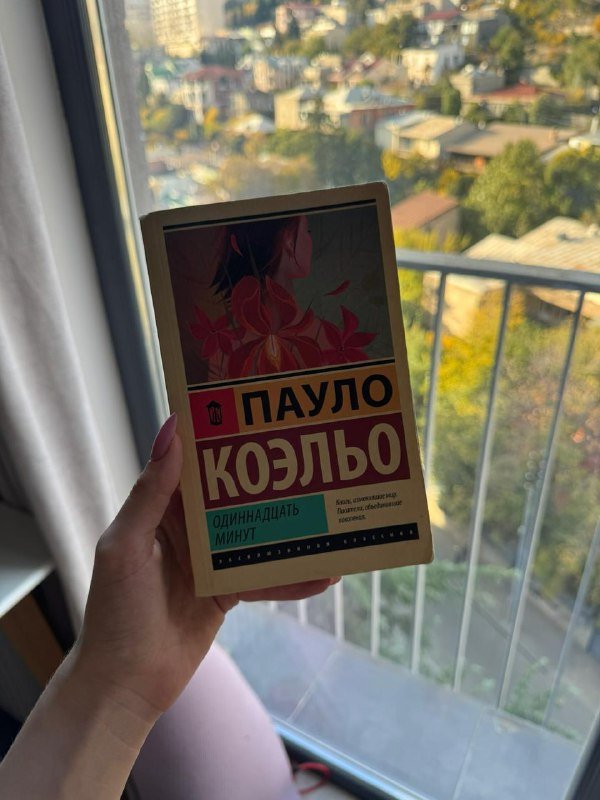 ПАУЛО
КОЭЛЬО
ОДИННАДЦАТЬ
МИНУТ
Книги, изменившие мир.
Писатели, объединившие
поколения.
ЭКСКЛЮЗИВНАЯ КЛАССИКА